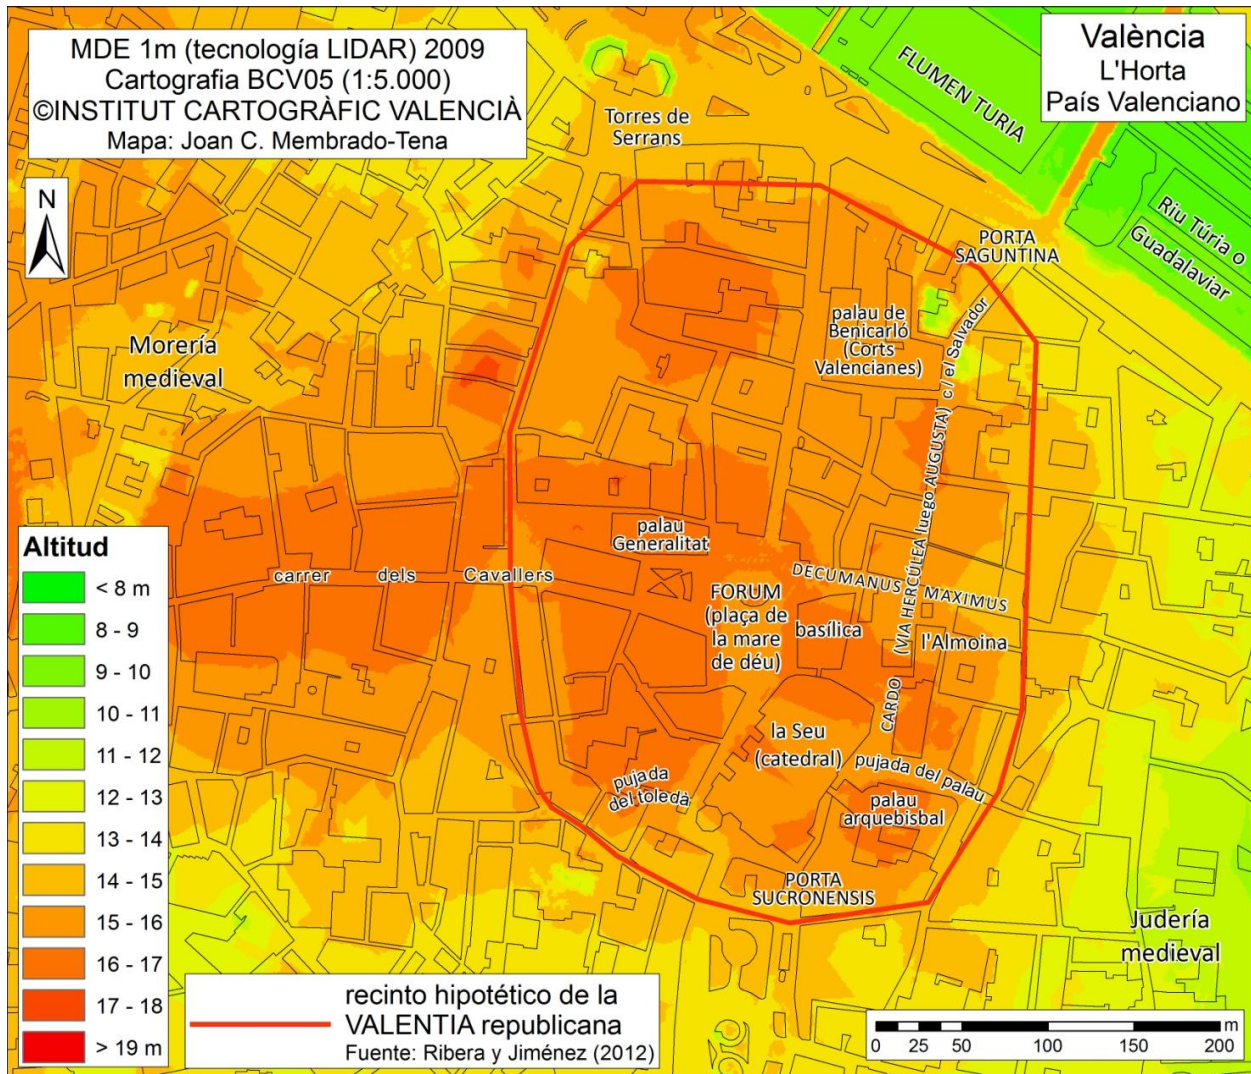 MDE 1m (tecnología LIDAR) 2009
Cartografia BCV05 (1:5.000)
©INSTITUT CARTOGRÀFIC VALENCIÀ
Mapa: Joan C. Membrado-Tena
València
L'Horta
País Valenciano
FLUMEN TURIA
Riu Túria o
Guadalaviar
Torres de
Serrans
N
PORTA
SAGUNTINA
palau de
Benicarló
(Corts
Valencianes)
Morería
medieval
CARDO (VIA HERCÚLEA luego AUGUSTA) c/ el Salvador
palau
Generalitat
carrer dels Cavallers
DECUMANUS MAXIMUS
FORUM
(plaça de
la mare
de déu)
basílica
l'Almoina
la Seu
(catedral)
pujada del palau
pujada
del toledà
palau
arquebisbal
PORTA
SUCRONENSIS
Judería
medieval
Altitud
< 8 m
8 - 9
9 - 10
10 - 11
11 - 12
12 - 13
13 - 14
14 - 15
15 - 16
16 - 17
17 - 18
> 19 m
recinto hipotético de la
VALENTIA republicana
Fuente: Ribera y Jiménez (2012)
m
0 25 50 100 150 200